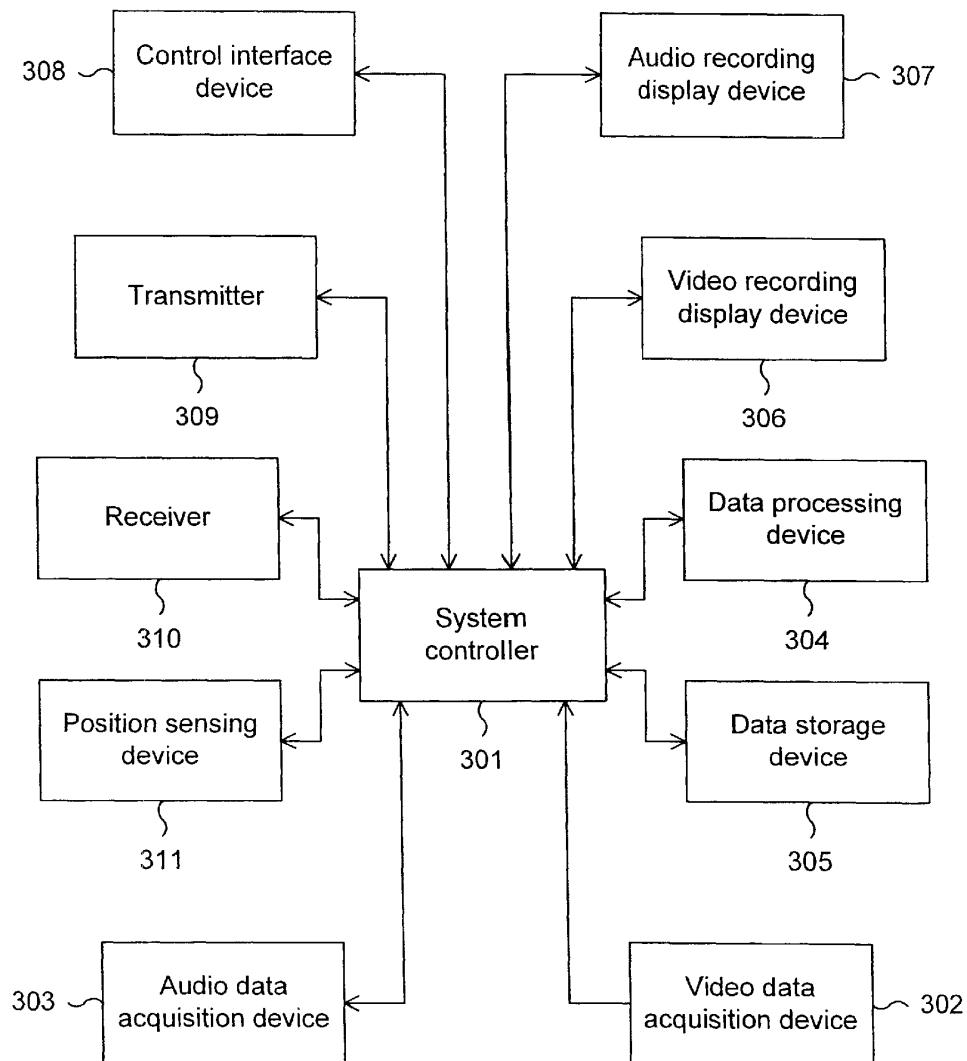 308
Control interface
device
Audio recording
display device
307
Transmitter
309
Video recording
display device
306
Receiver
310
Data processing
device
304
System
controller
301
Position sensing
device
311
Data storage
device
305
303
Audio data
acquisition device
Video data
acquisition device
302